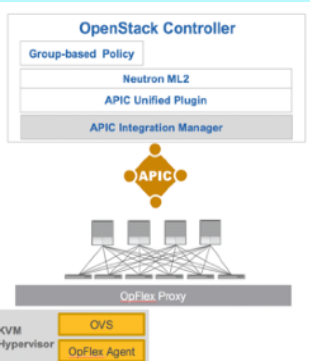 OpenStack Controller
Group-based Policy
Neutron ML2
APIC Unified Plugin
APIC Integration Manager
APIC
OpFlex Proxy
KVM
Hypervisor
OVS
OpFlex Agent